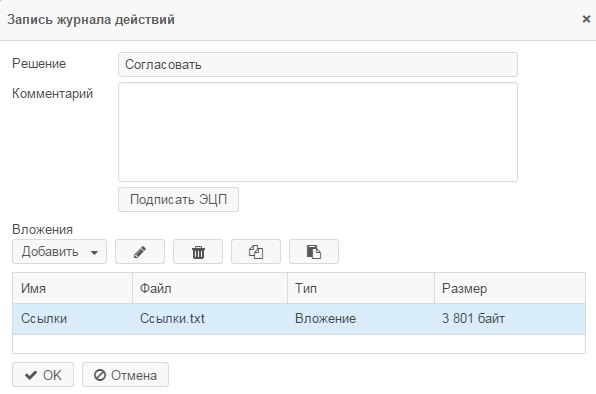 Запись журнала действий
Решение Согласовать
Комментарий
Подписать ЭЦП
Вложения
Добавить
Имя Файл Тип Размер
Ссылки Ссылки.txt Вложение 3 801 байт
OK Отмена